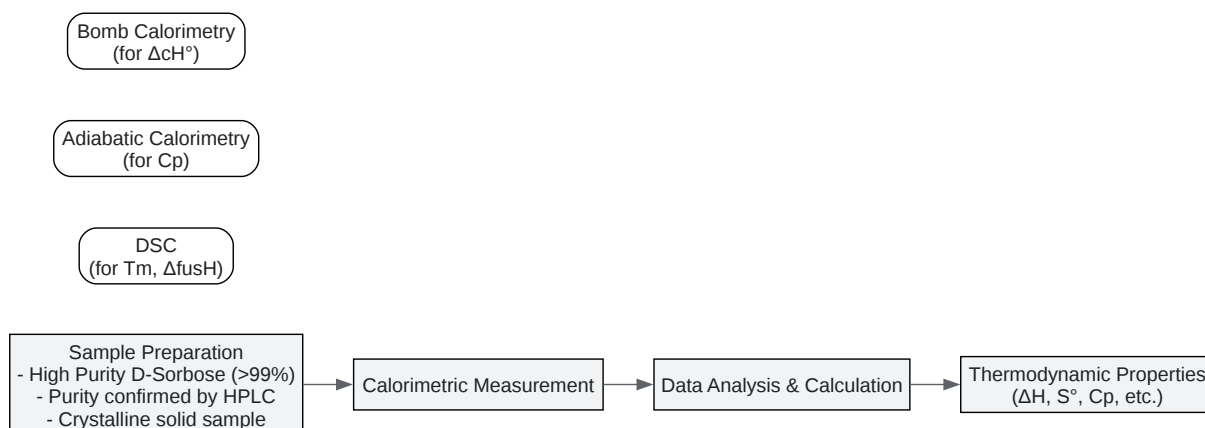 Bomb Calorimetry
(for ΔcH°)
Adiabatic Calorimetry
(for Cp)
DSC
(for Tm, ΔfusH)
Sample Preparation
- High Purity D-Sorbose (>99%)
- Purity confirmed by HPLC
- Crystalline solid sample
Calorimetric Measurement
Data Analysis & Calculation
Thermodynamic Properties
(ΔH, S°, Cp, etc.)